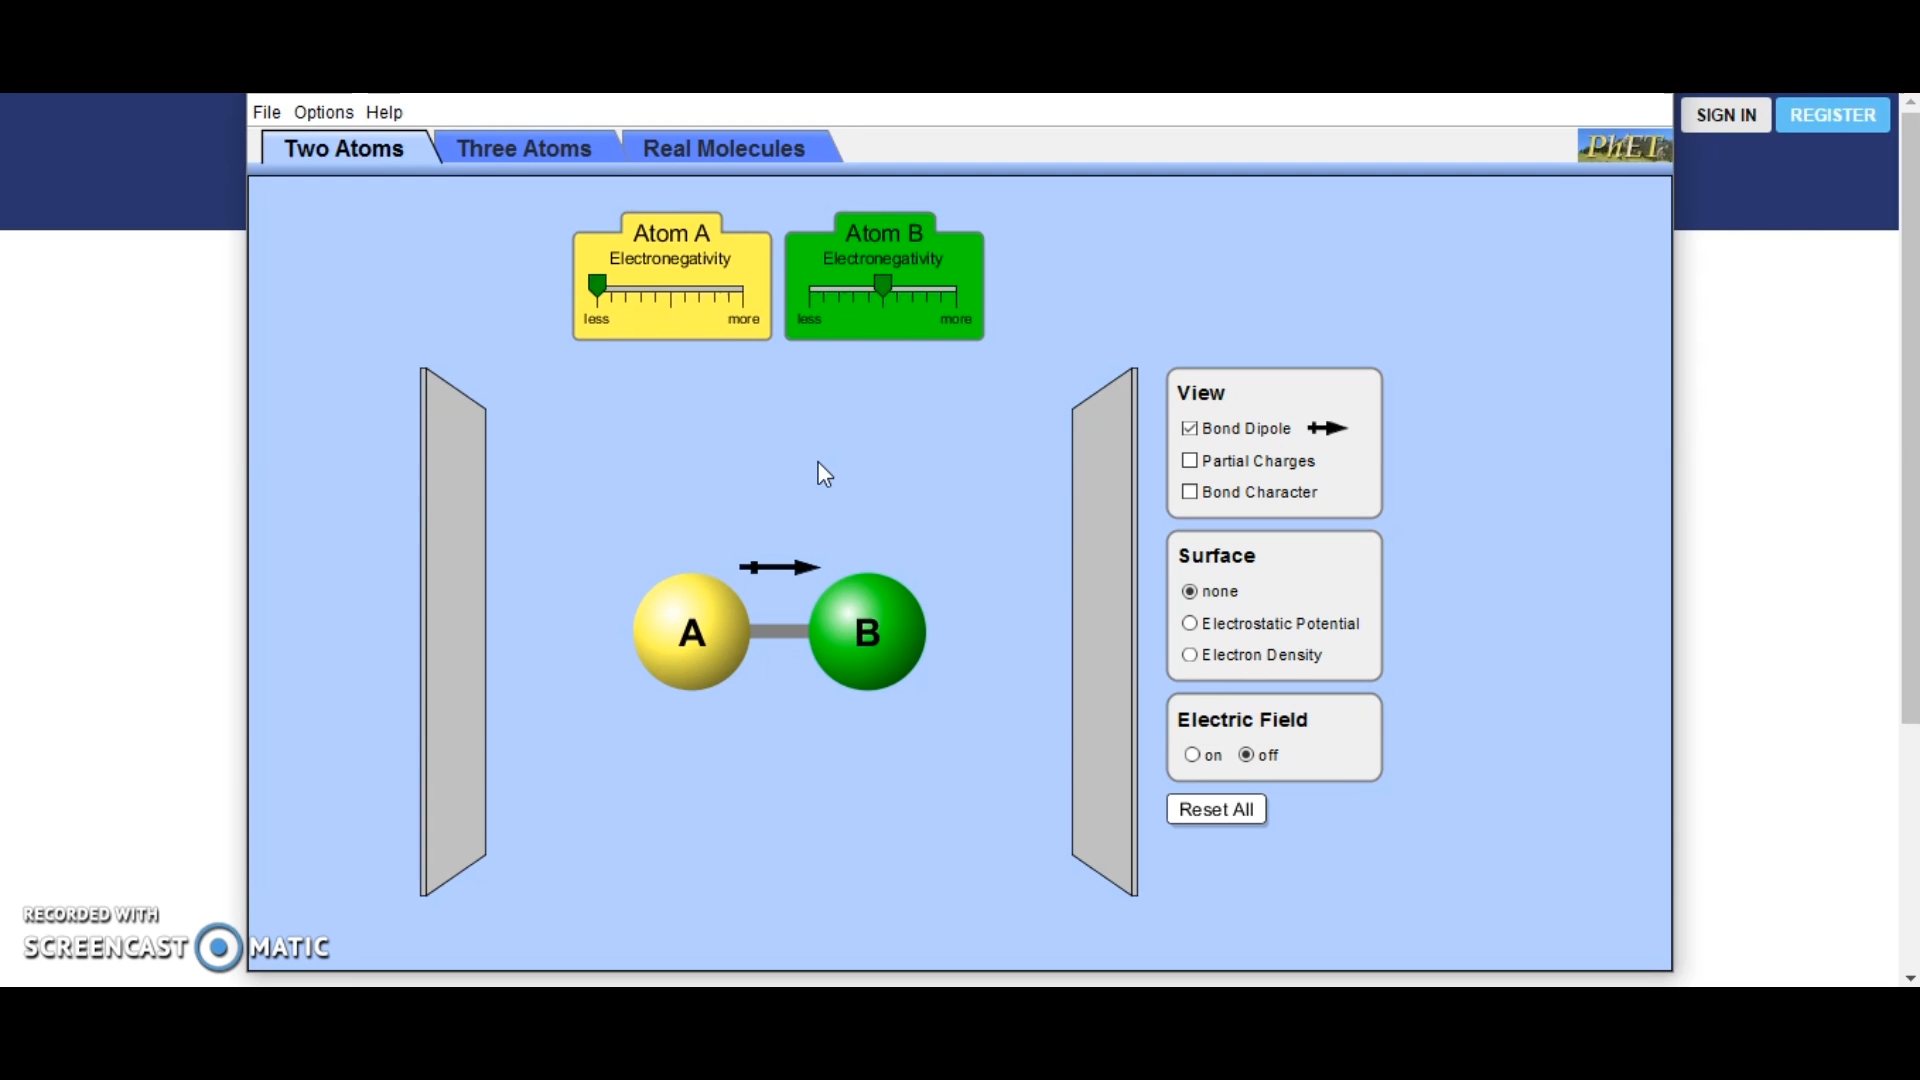 File Options Help
SIGN IN REGISTER
Two Atoms Three Atoms Real Molecules
PhET
Atom A
Electronegativity
less more
Atom B
Electronegativity
less more
View
Bond Dipole
Partial Charges
Bond Character
A B
Surface
none
Electrostatic Potential
Electron Density
Electric Field
on off
Reset All
RECORDED WITH
SCREENCAST MATIC